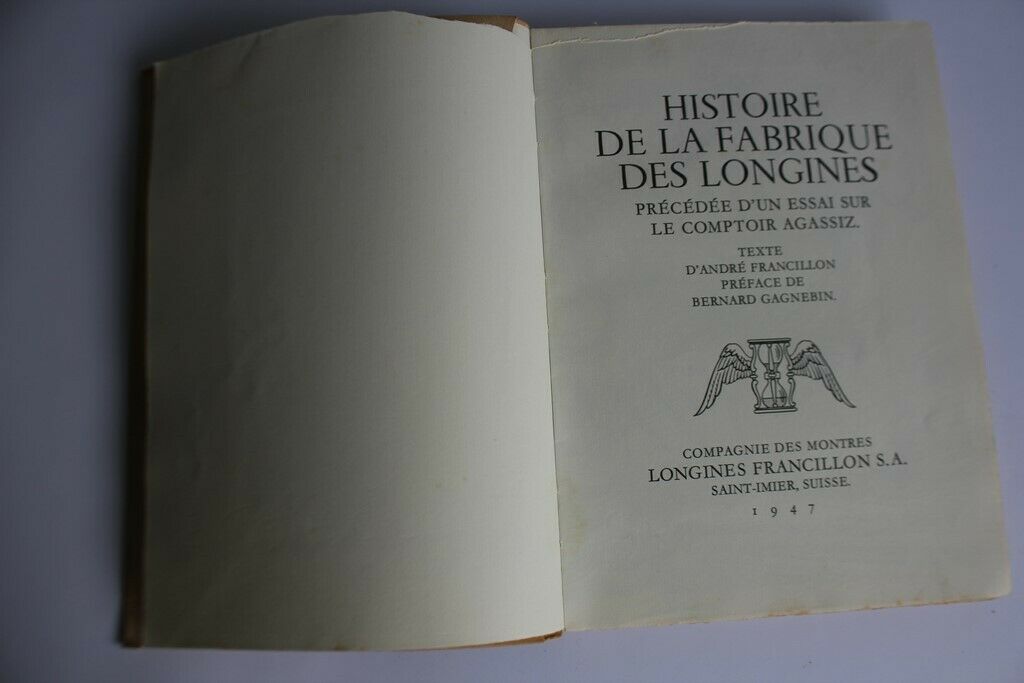 HISTOIRE
DE LA FABRIQUE
DES LONGINES
PRÉCÉDÉE D'UN ESSAI SUR
LE COMPTOIR AGASSIZ.
TEXTE
D'ANDRÉ FRANCILLON
PRÉFACE DE
BERNARD GAGNEBIN.
COMPAGNIE DES MONTRES
LONGINES FRANCILLON S.A.
SAINT-IMIER, SUISSE.
1947